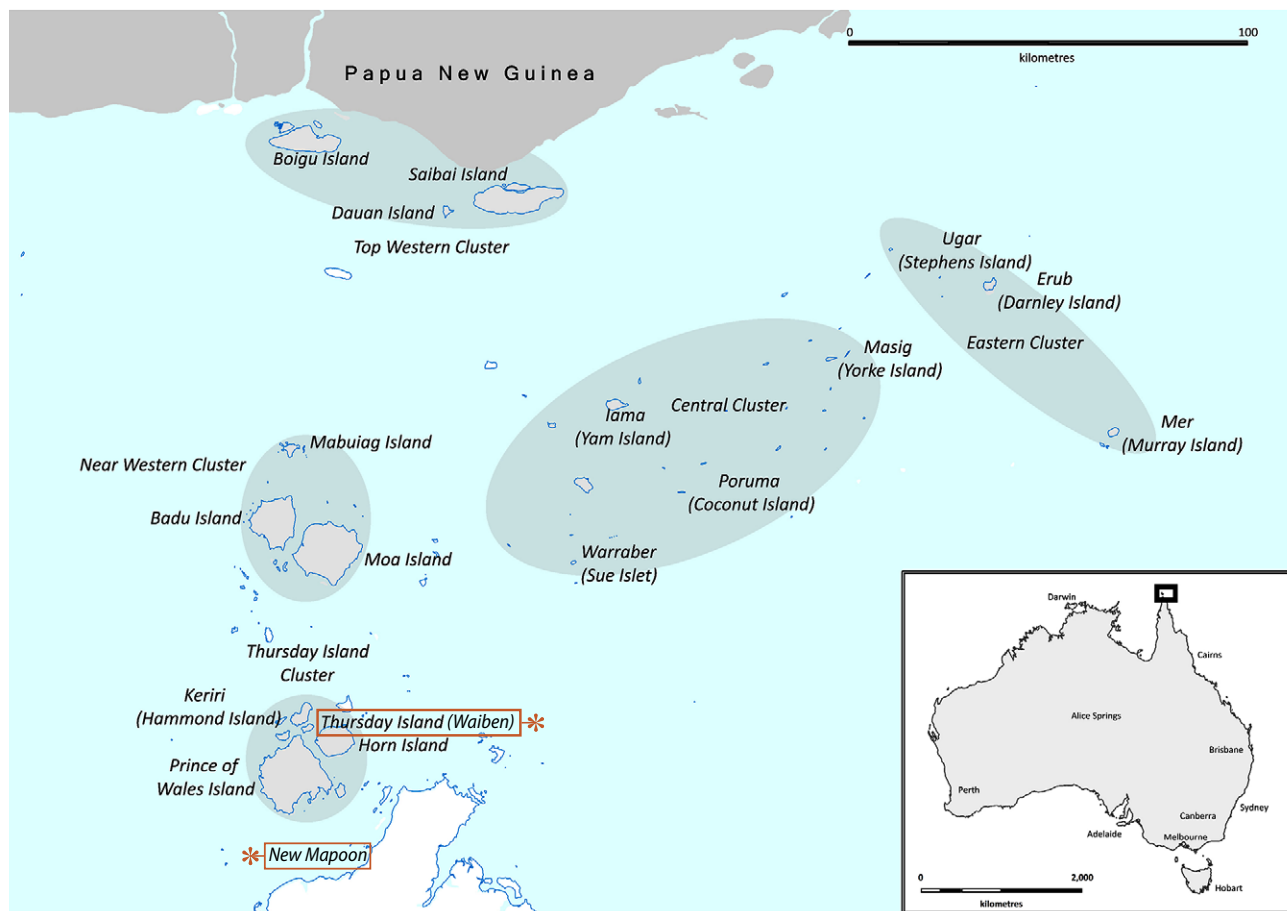 0
100
kilometres
Papua New Guinea
Boigu Island
Saibai Island
Dauan Island
Top Western Cluster
Ugar
(Stephens Island)
Erub
(Darnley Island)
Eastern Cluster
Masig
(Yorke Island)
Central Cluster
Iama
(Yam Island)
Mer
(Murray Island)
Mabuiag Island
Near Western Cluster
Poruma
(Coconut Island)
Badu Island
Moa Island
Warraber
(Sue Islet)
Thursday Island
Cluster
Keriri
(Hammond Island)
Thursday Island (Waiben) *
Horn Island
Prince of
Wales Island
* New Mapoon
Darwin
Cairns
Alice Springs
Brisbane
Perth
Sydney
Canberra
Adelaide
Melbourne
Hobart
0
2,000
kilometres